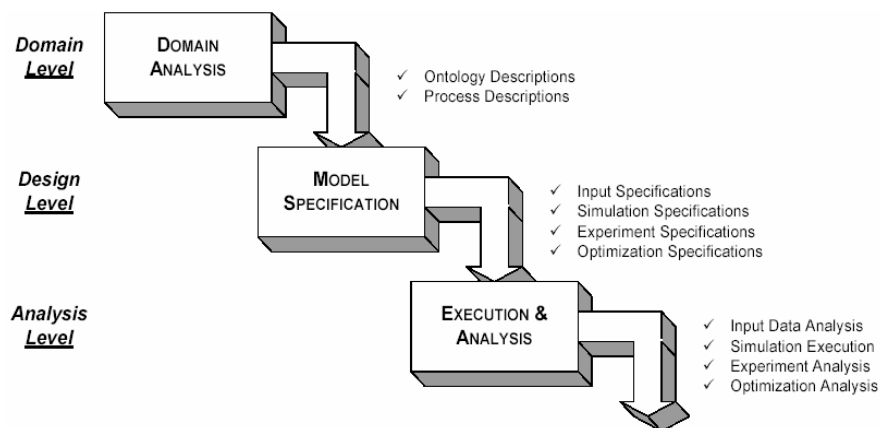 Domain
Level
DOMAIN
ANALYSIS
✓ Ontology Descriptions
✓ Process Descriptions
Design
Level
MODEL
SPECIFICATION
✓ Input Specifications
✓ Simulation Specifications
✓ Experiment Specifications
✓ Optimization Specifications
Analysis
Level
EXECUTION &
ANALYSIS
✓ Input Data Analysis
✓ Simulation Execution
✓ Experiment Analysis
✓ Optimization Analysis